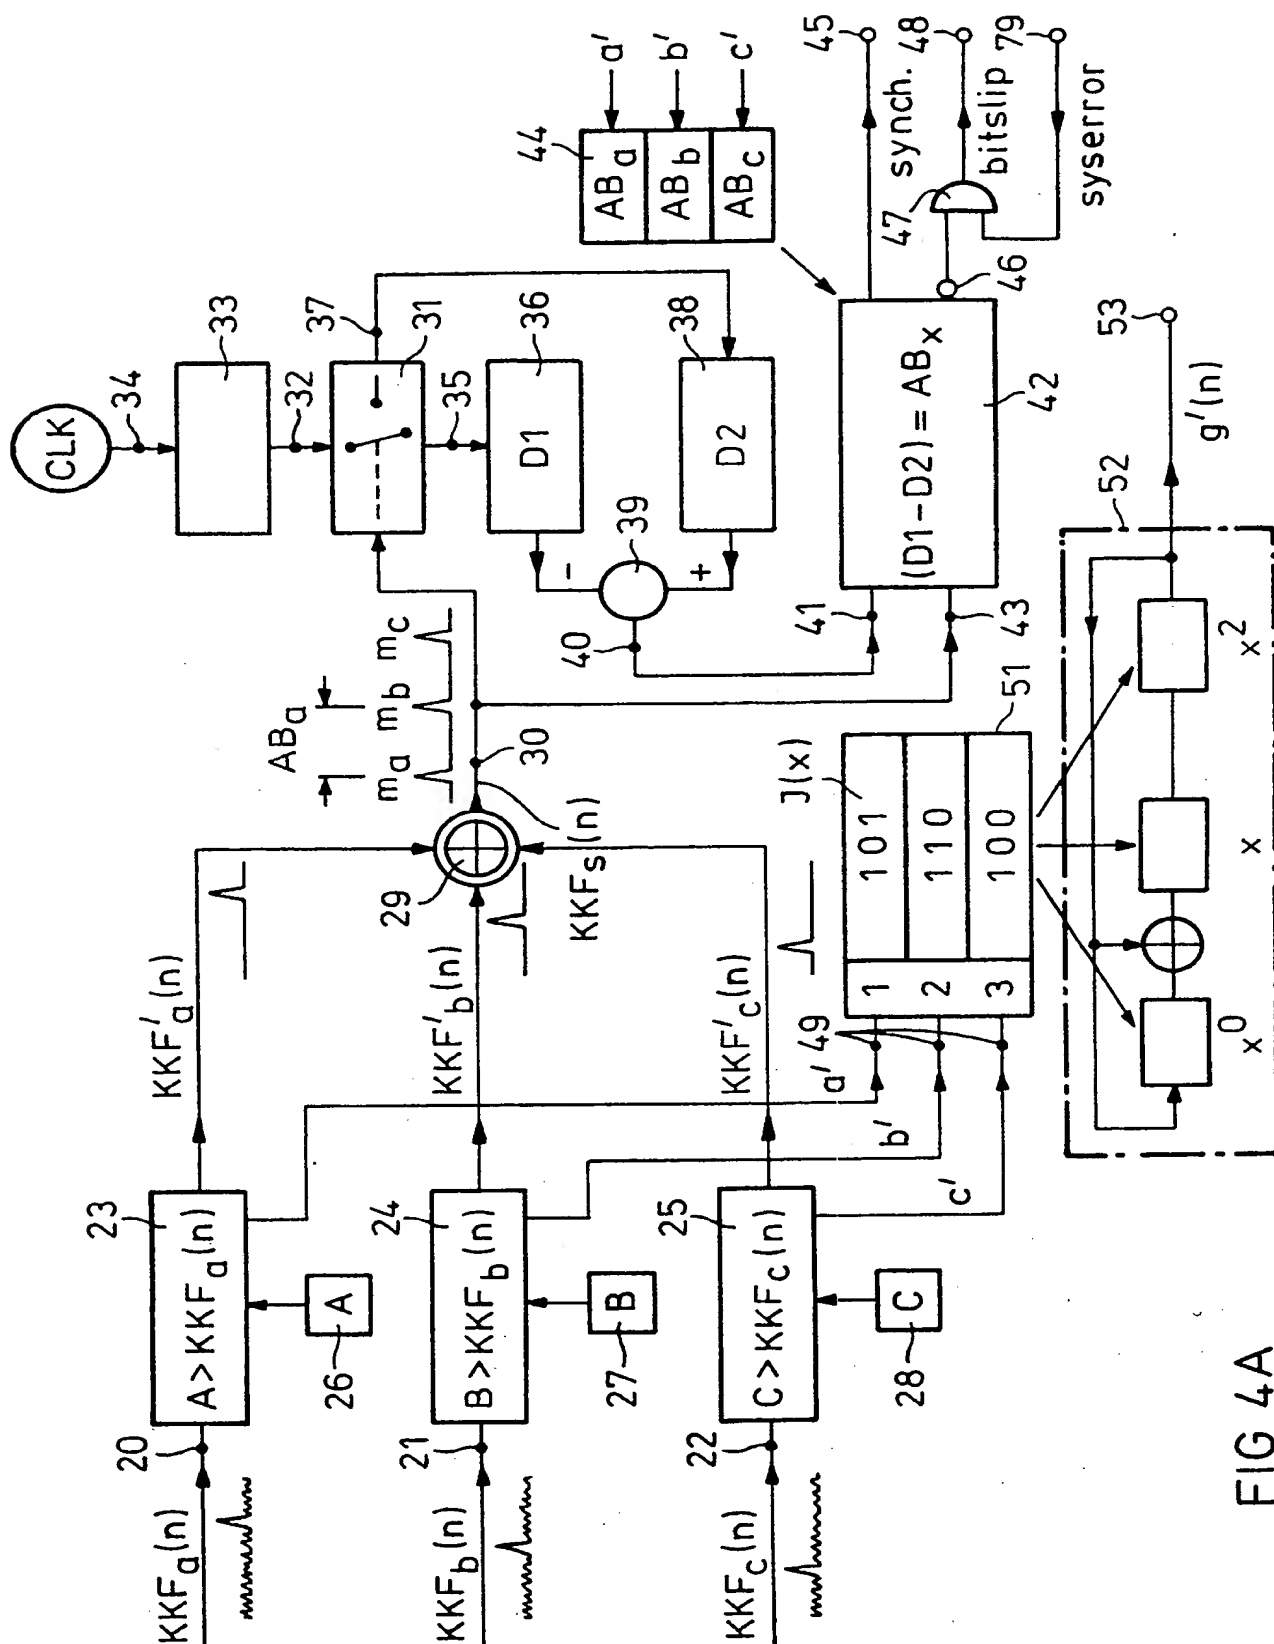 KKFa(n)
20
A > KKFa(n)
23
26
A
KKF'a(n)
KKFb(n)
21
B > KKFb(n)
24
27
B
KKF'b(n)
KKFc(n)
22
C > KKFc(n)
25
28
C
KKF'c(n)
29
KKFs(n)
30
ABa
ma
mb
mc
CLK
34
33
32
37
31
35
D1
36
D2
38
-
+
39
40
41
43
(D1-D2) = ABx
42
44
ABa
ABb
ABc
a'
b'
c'
45
synch.
46
47
48
bitslip
79
syserror
a'
b'
c'
49
J(x)
1
101
2
110
3
100
51
52
x0
x
x2
g'(n)
53
FIG 4A